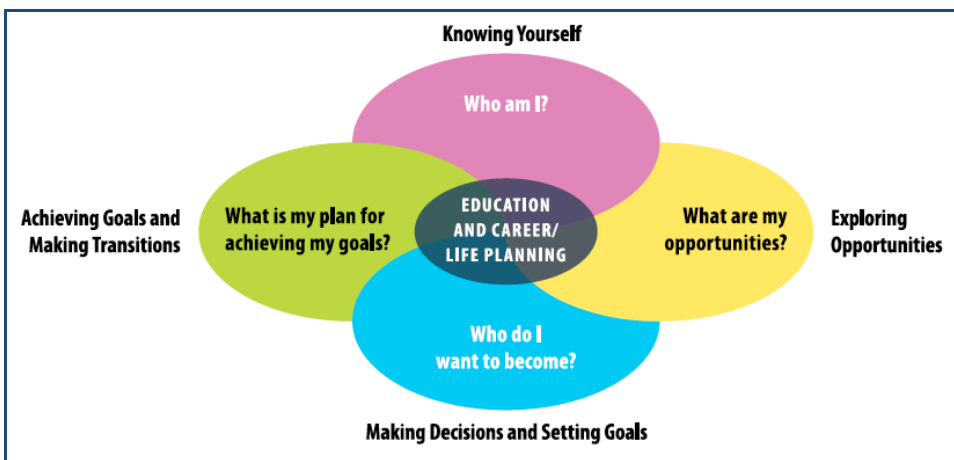 Knowing Yourself
Who am I?
Achieving Goals and
Making Transitions
What is my plan for
achieving my goals?
EDUCATION
AND CAREER/
LIFE PLANNING
What are my
opportunities?
Exploring
Opportunities
Who do I
want to become?
Making Decisions and Setting Goals